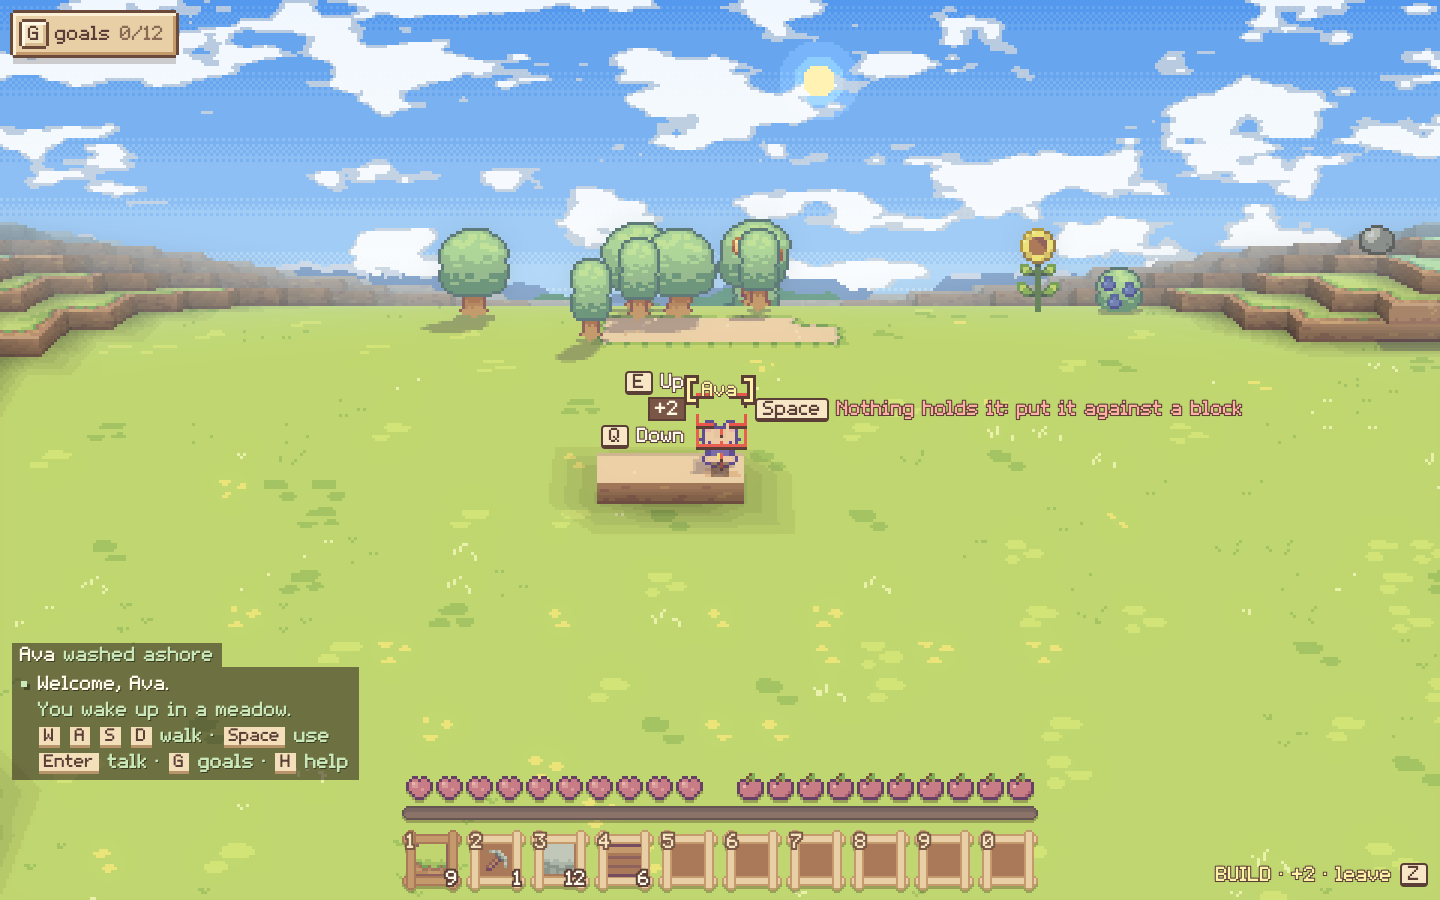 G goals 0/12
E Up
Ava
+2
Space Nothing holds it: put it against a block
Q Down
Ava washed ashore
Welcome, Ava.
You wake up in a meadow.
W A S D walk · Space use
Enter talk · G goals · H help
1 2 3 4 5 6 7 8 9 0
9 1 12 6
BUILD · +2 · leave Z